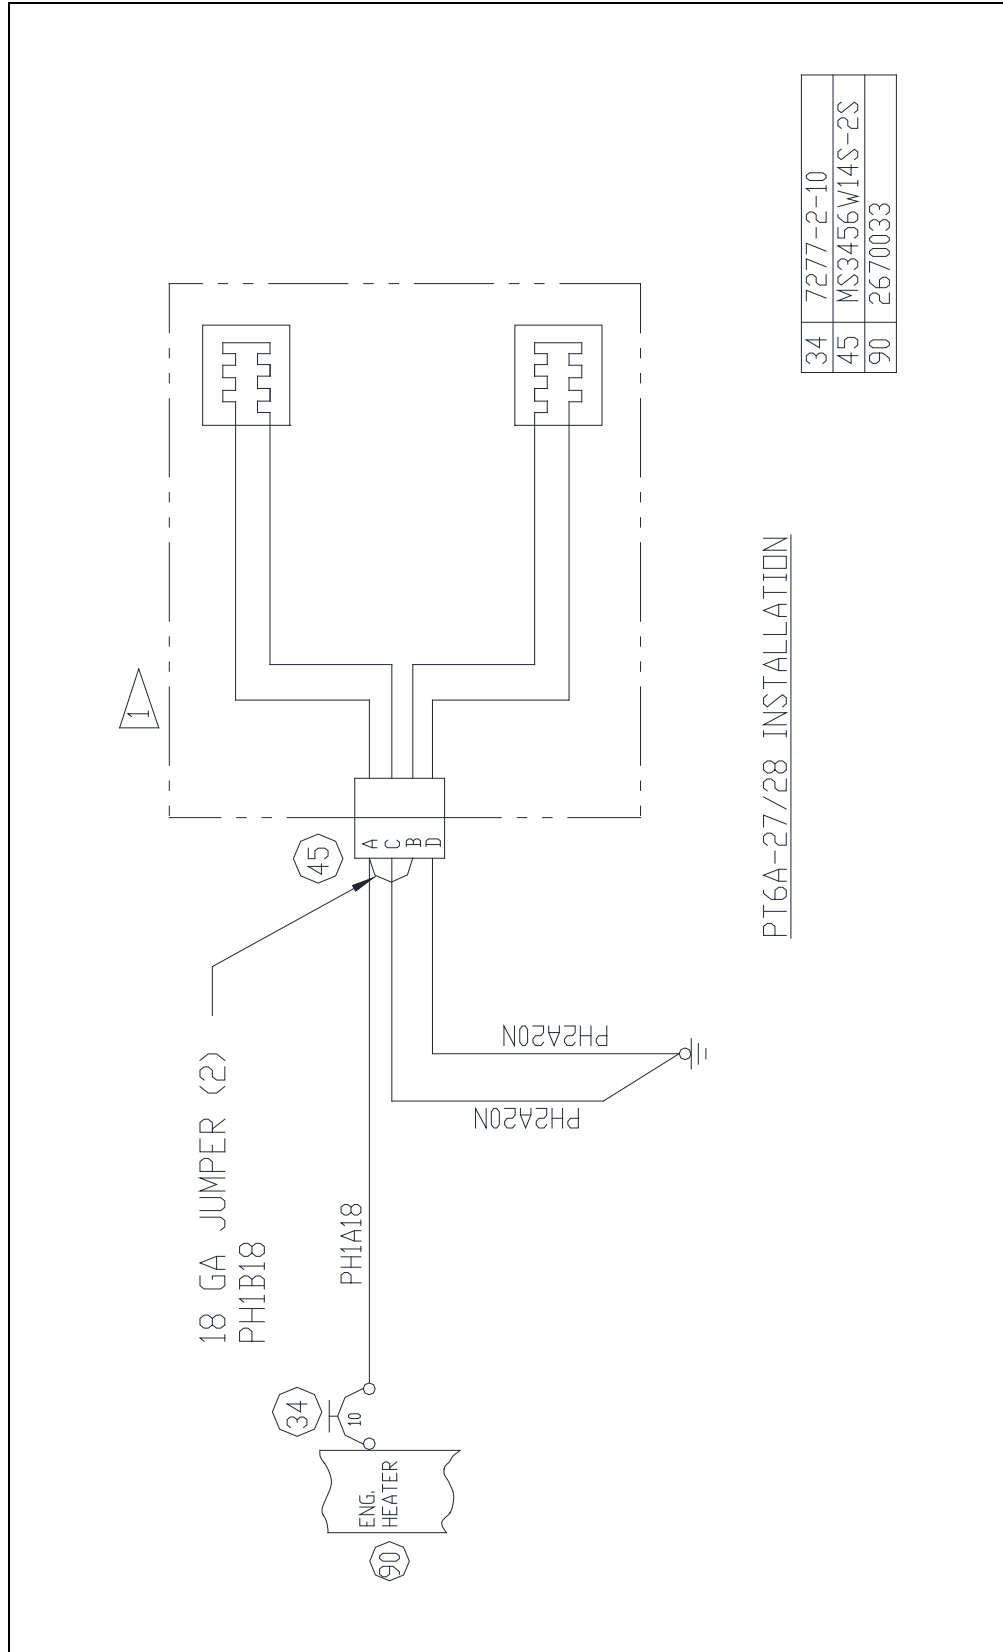 18 GA JUMPER (2)
PH1B18
1
45
A
C
B
D
34
10
PH1A18
ENG.
HEATER
90
PH2A20N
PH2A20N
PT6A-27/28 INSTALLATION
34 7277-2-10
45 MS3456W14S-2S
90 2670033